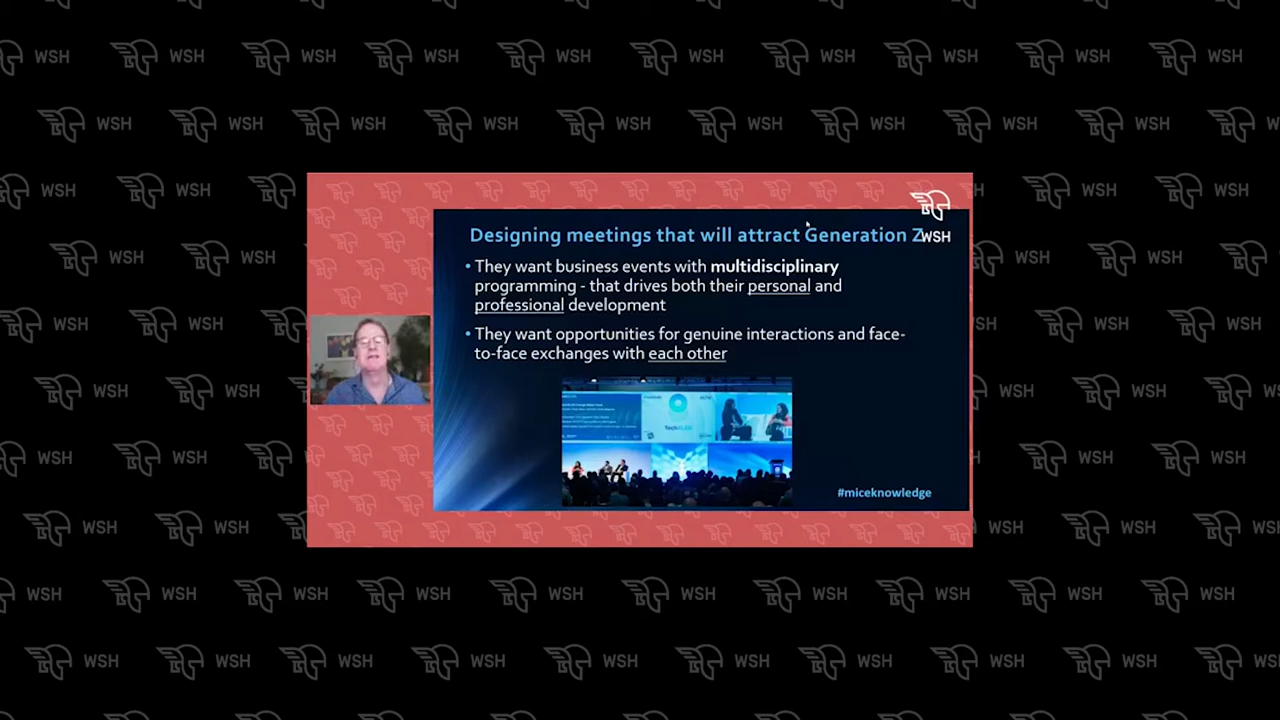 WSH
Designing meetings that will attract Generation Z
• They want business events with multidisciplinary
programming - that drives both their personal and
professional development
• They want opportunities for genuine interactions and face-
to-face exchanges with each other
#miceknowledge